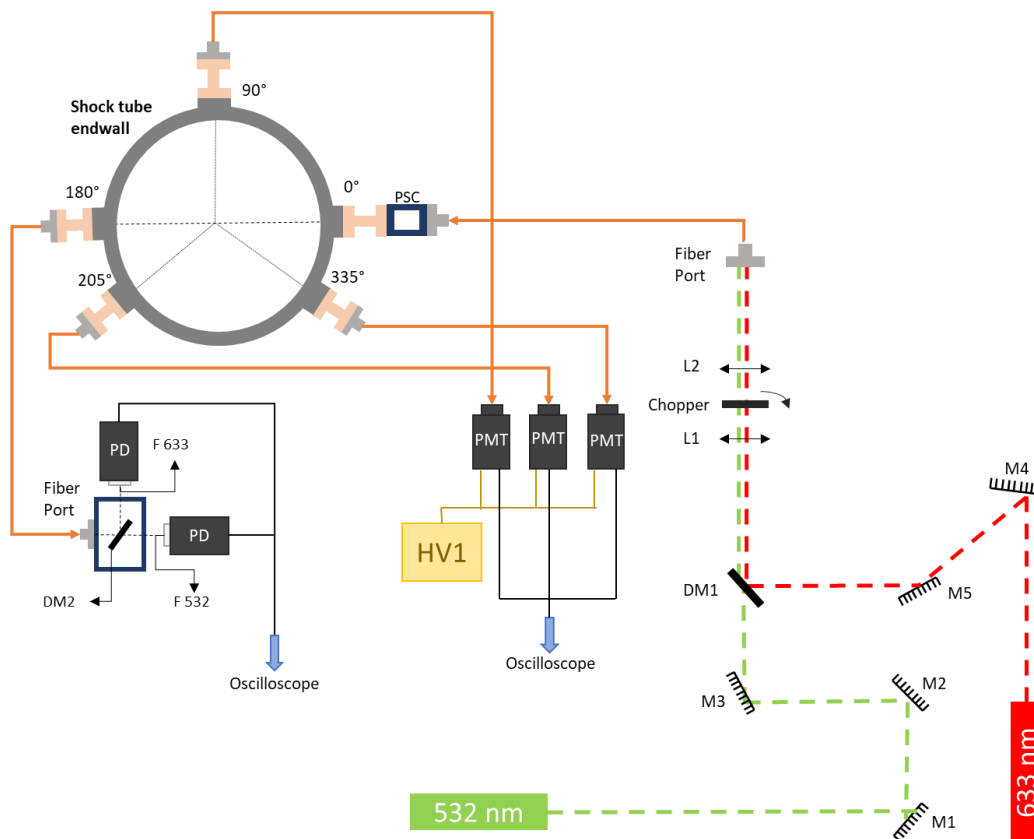 90°
Shock tube
endwall
180°
0°
PSC
205°
335°
Fiber
Port
L2
Chopper
L1
PD
F 633
Fiber
Port
PD
DM2
F 532
Oscilloscope
PMT
PMT
PMT
HV1
Oscilloscope
M4
DM1
M5
M3
M2
532 nm
M1
633 nm